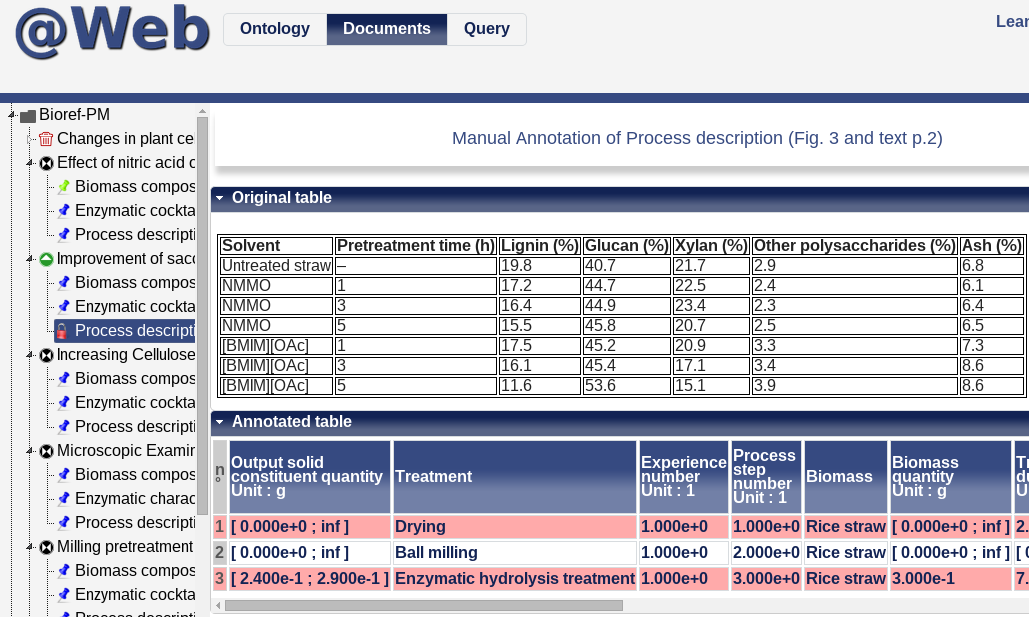 @Web
Ontology Documents Query
Lear
Bioref-PM
Changes in plant ce
Effect of nitric acid c
Biomass compos
Enzymatic cockta
Process descripti
Improvement of sacc
Biomass compos
Enzymatic cockta
Process descripti
Increasing Cellulose
Biomass compos
Enzymatic cockta
Process descripti
Microscopic Examin
Biomass compos
Enzymatic charac
Process descripti
Milling pretreatment
Biomass compos
Enzymatic cockta
Process descripti
Manual Annotation of Process description (Fig. 3 and text p.2)
Original table
Solvent Pretreatment time (h) Lignin (%) Glucan (%) Xylan (%) Other polysaccharides (%) Ash (%)
Untreated straw – 19.8 40.7 21.7 2.9 6.8
NMMO 1 17.2 44.7 22.5 2.4 6.1
NMMO 3 16.4 44.9 23.4 2.3 6.4
NMMO 5 15.5 45.8 20.7 2.5 6.5
[BMIM][OAc] 1 17.5 45.2 20.9 3.3 7.3
[BMIM][OAc] 3 16.1 45.4 17.1 3.4 8.6
[BMIM][OAc] 5 11.6 53.6 15.1 3.9 8.6
Annotated table
n°
Output solid
constituent quantity
Unit : g
Treatment
Experience
number
Unit : 1
Process
step
number
Unit : 1
Biomass
Biomass
quantity
Unit : g
1 [ 0.000e+0 ; inf ] Drying 1.000e+0 1.000e+0 Rice straw [ 0.000e+0 ; inf ] 2.
2 [ 0.000e+0 ; inf ] Ball milling 1.000e+0 2.000e+0 Rice straw [ 0.000e+0 ; inf ] [ 0
3 [ 2.400e-1 ; 2.900e-1 ] Enzymatic hydrolysis treatment 1.000e+0 3.000e+0 Rice straw 3.000e-1 7.